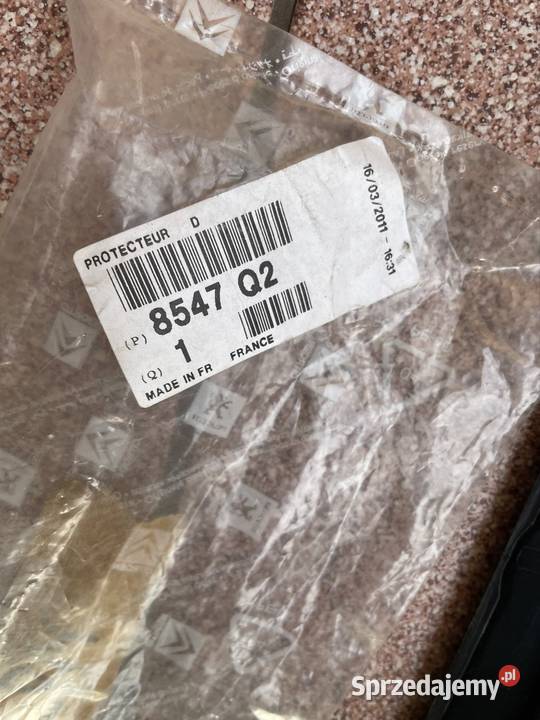 PROTECTEUR D
16/03/2011 - 16:31
(P) 8547 Q2
(Q) 1
MADE IN FR FRANCE
Sprzedajemy.pl